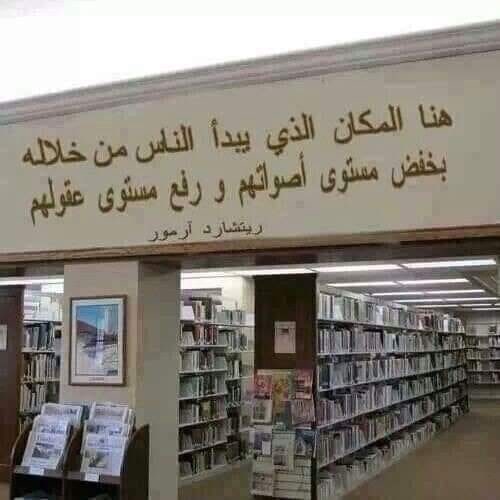 هنا المكان الذي يبدأ الناس من خلاله
بخفض مستوى أصواتهم و رفع مستوى عقولهم
ريتشارد آرمور